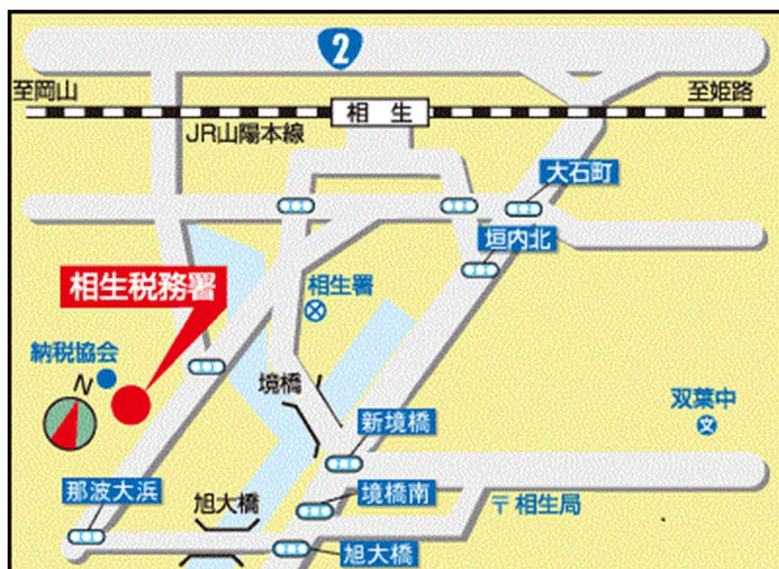 2
至岡山
至姫路
相生
JR山陽本線
大石町
垣内北
相生税務署
相生署
納税協会
N
境橋
双葉中
文
新境橋
那波大浜
旭大橋
境橋南
〒相生局
旭大橋